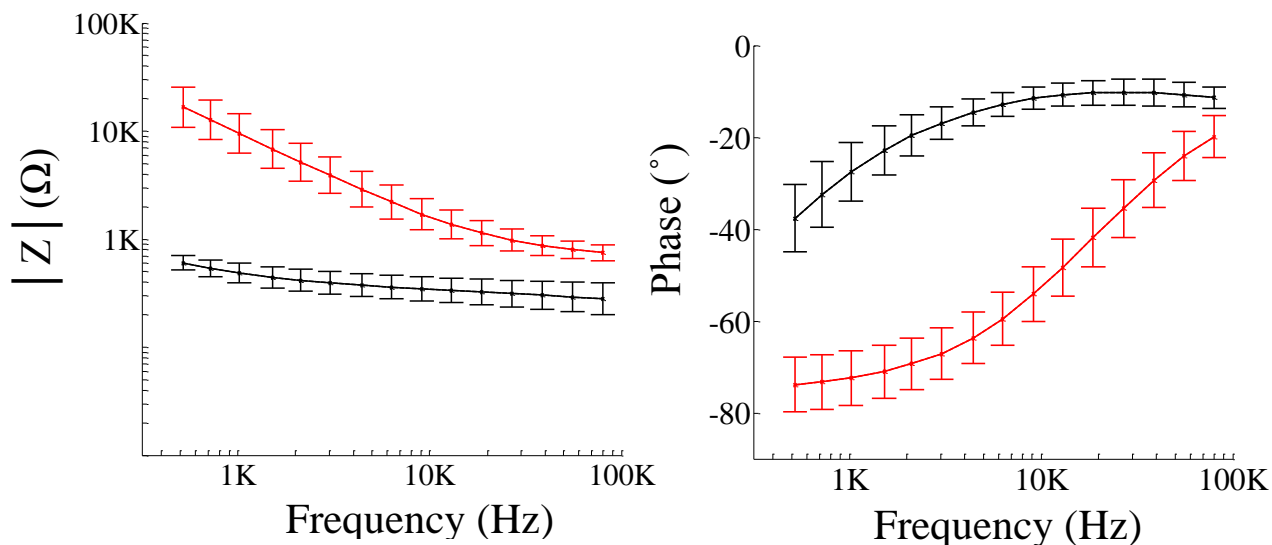 100K
10K
1K
| Z | (Ω)
1K
10K
100K
Frequency (Hz)
0
-20
-40
-60
-80
Phase (°)
1K
10K
100K
Frequency (Hz)